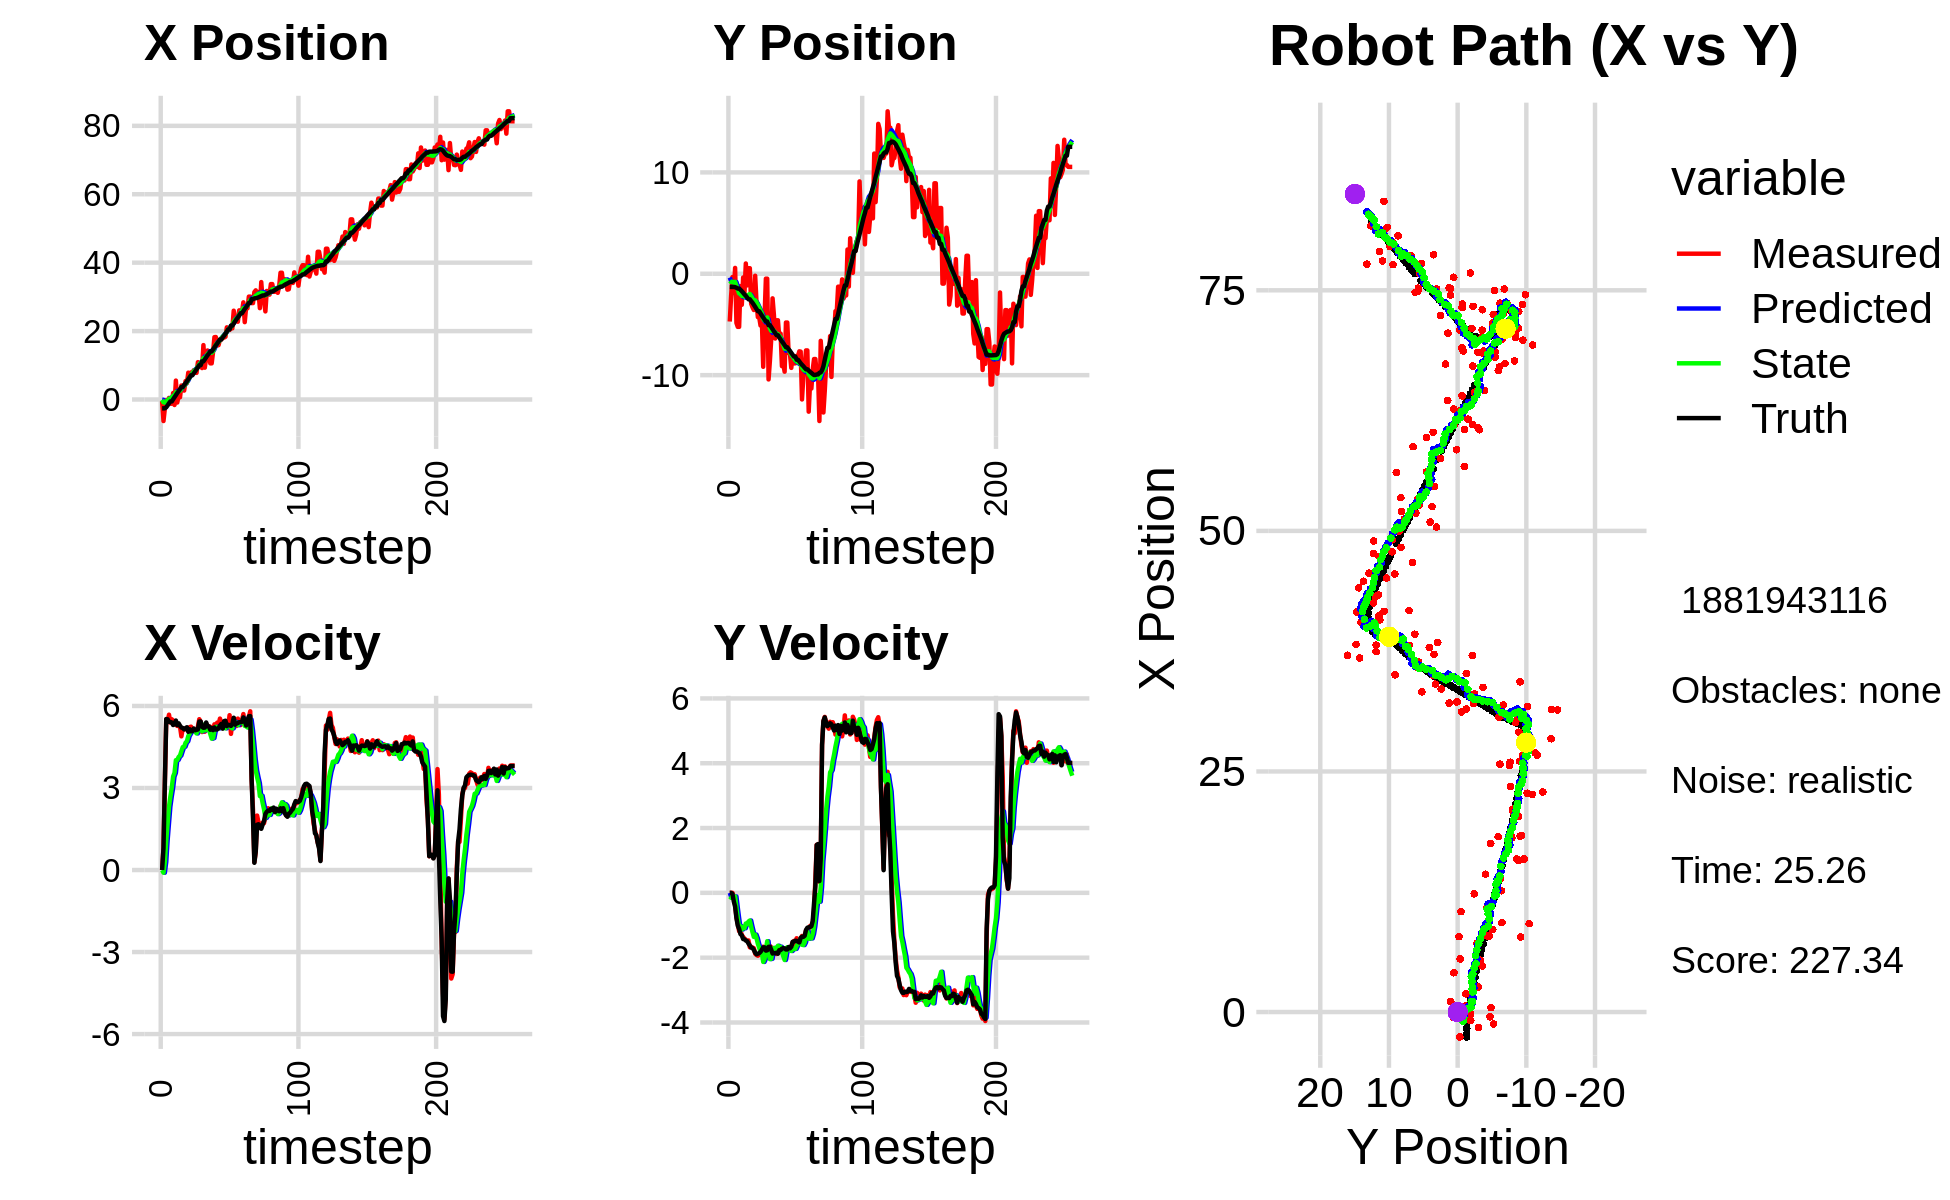 X Position
80
60
40
20
0
0
100
200
timestep
Y Position
10
0
-10
0
100
200
timestep
X Velocity
6
3
0
-3
-6
0
100
200
timestep
Y Velocity
6
4
2
0
-2
-4
0
100
200
timestep
Robot Path (X vs Y)
X Position
75
50
25
0
20 10 0 -10 -20
Y Position
variable
Measured
Predicted
State
Truth
1881943116
Obstacles: none
Noise: realistic
Time: 25.26
Score: 227.34